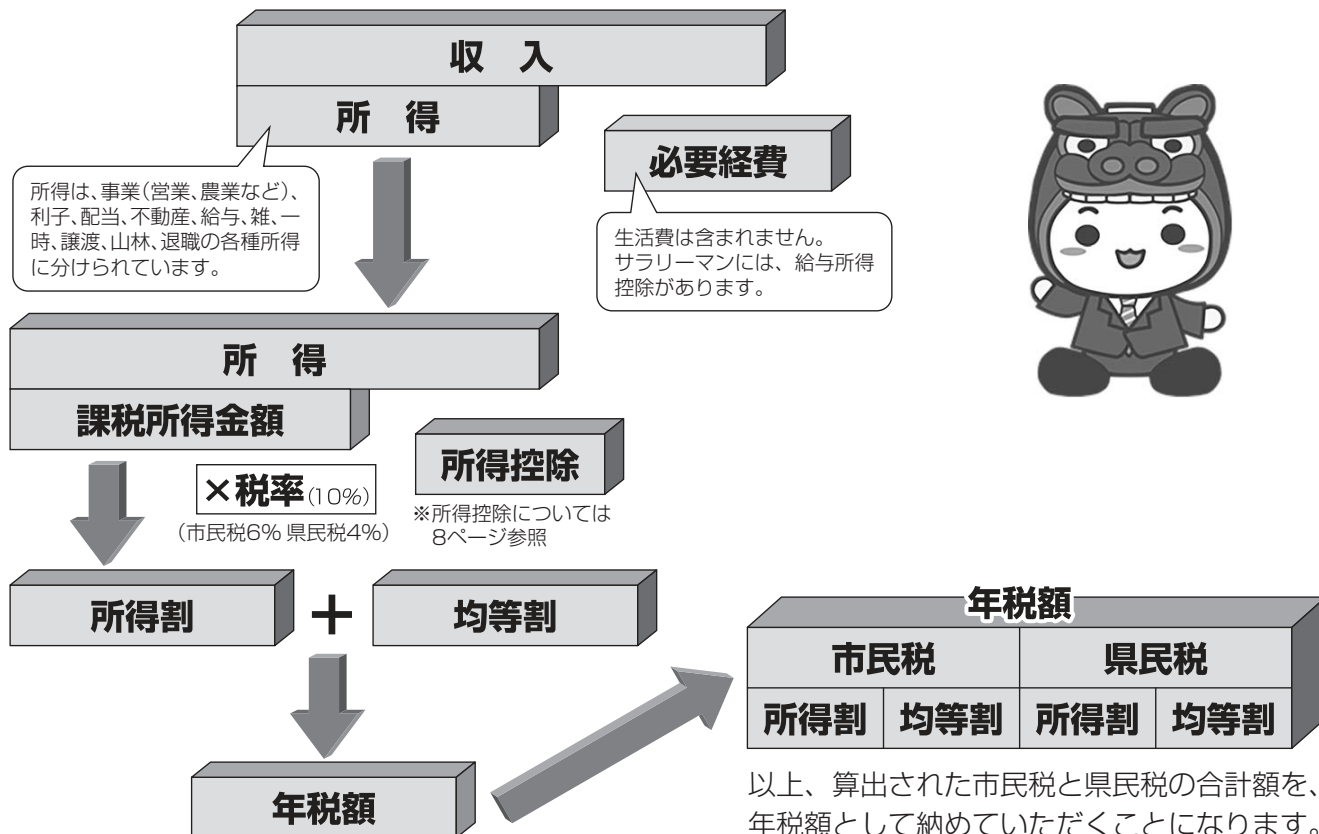 収 入
所 得
必要経費
所得は、事業(営業、農業など)、
利子、配当、不動産、給与、雑、一
時、譲渡、山林、退職の各種所得
に分けられています。
生活費は含まれません。
サラリーマンには、給与所得
控除があります。
所 得
課税所得金額
×税率(10%)
(市民税6% 県民税4%)
所得控除
※所得控除については
8ページ参照
所得割
+
均等割
年税額
年税額
市民税 県民税
所得割 均等割 所得割 均等割
以上、算出された市民税と県民税の合計額を、
年税額として納めていただくことになります。